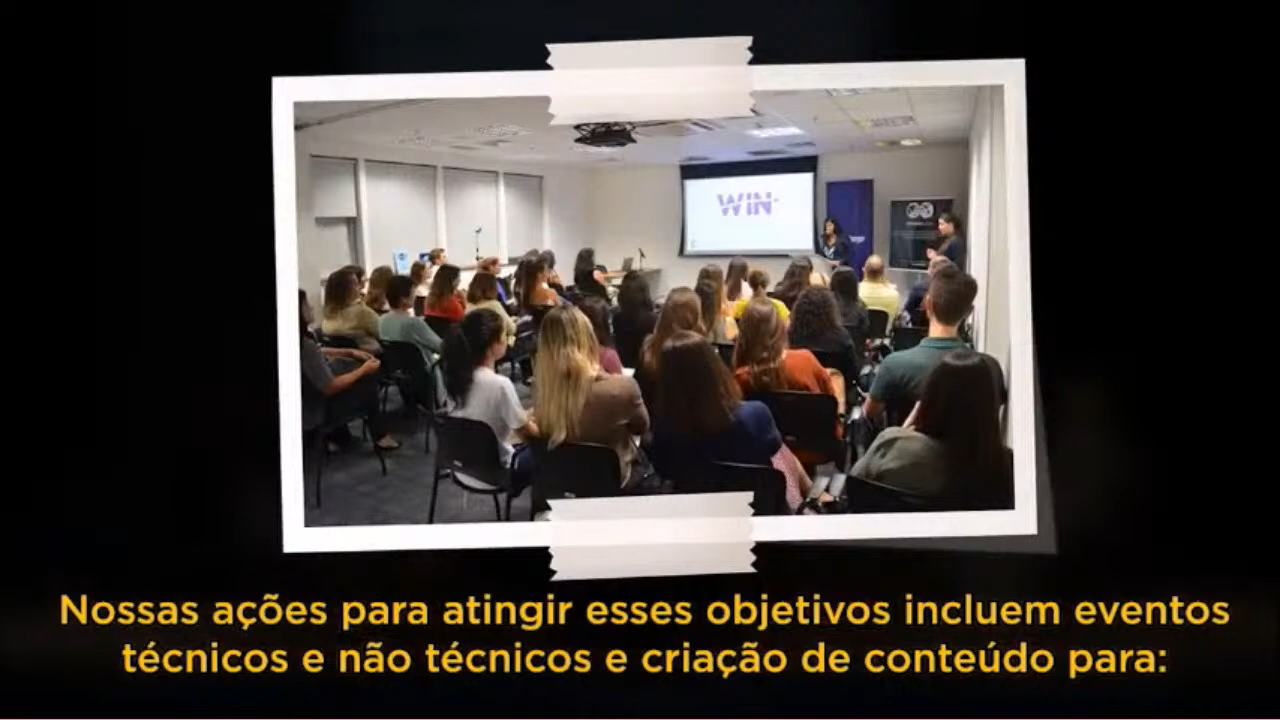 WIN
Nossas ações para atingir esses objetivos incluem eventos
técnicos e não técnicos e criação de conteúdo para: